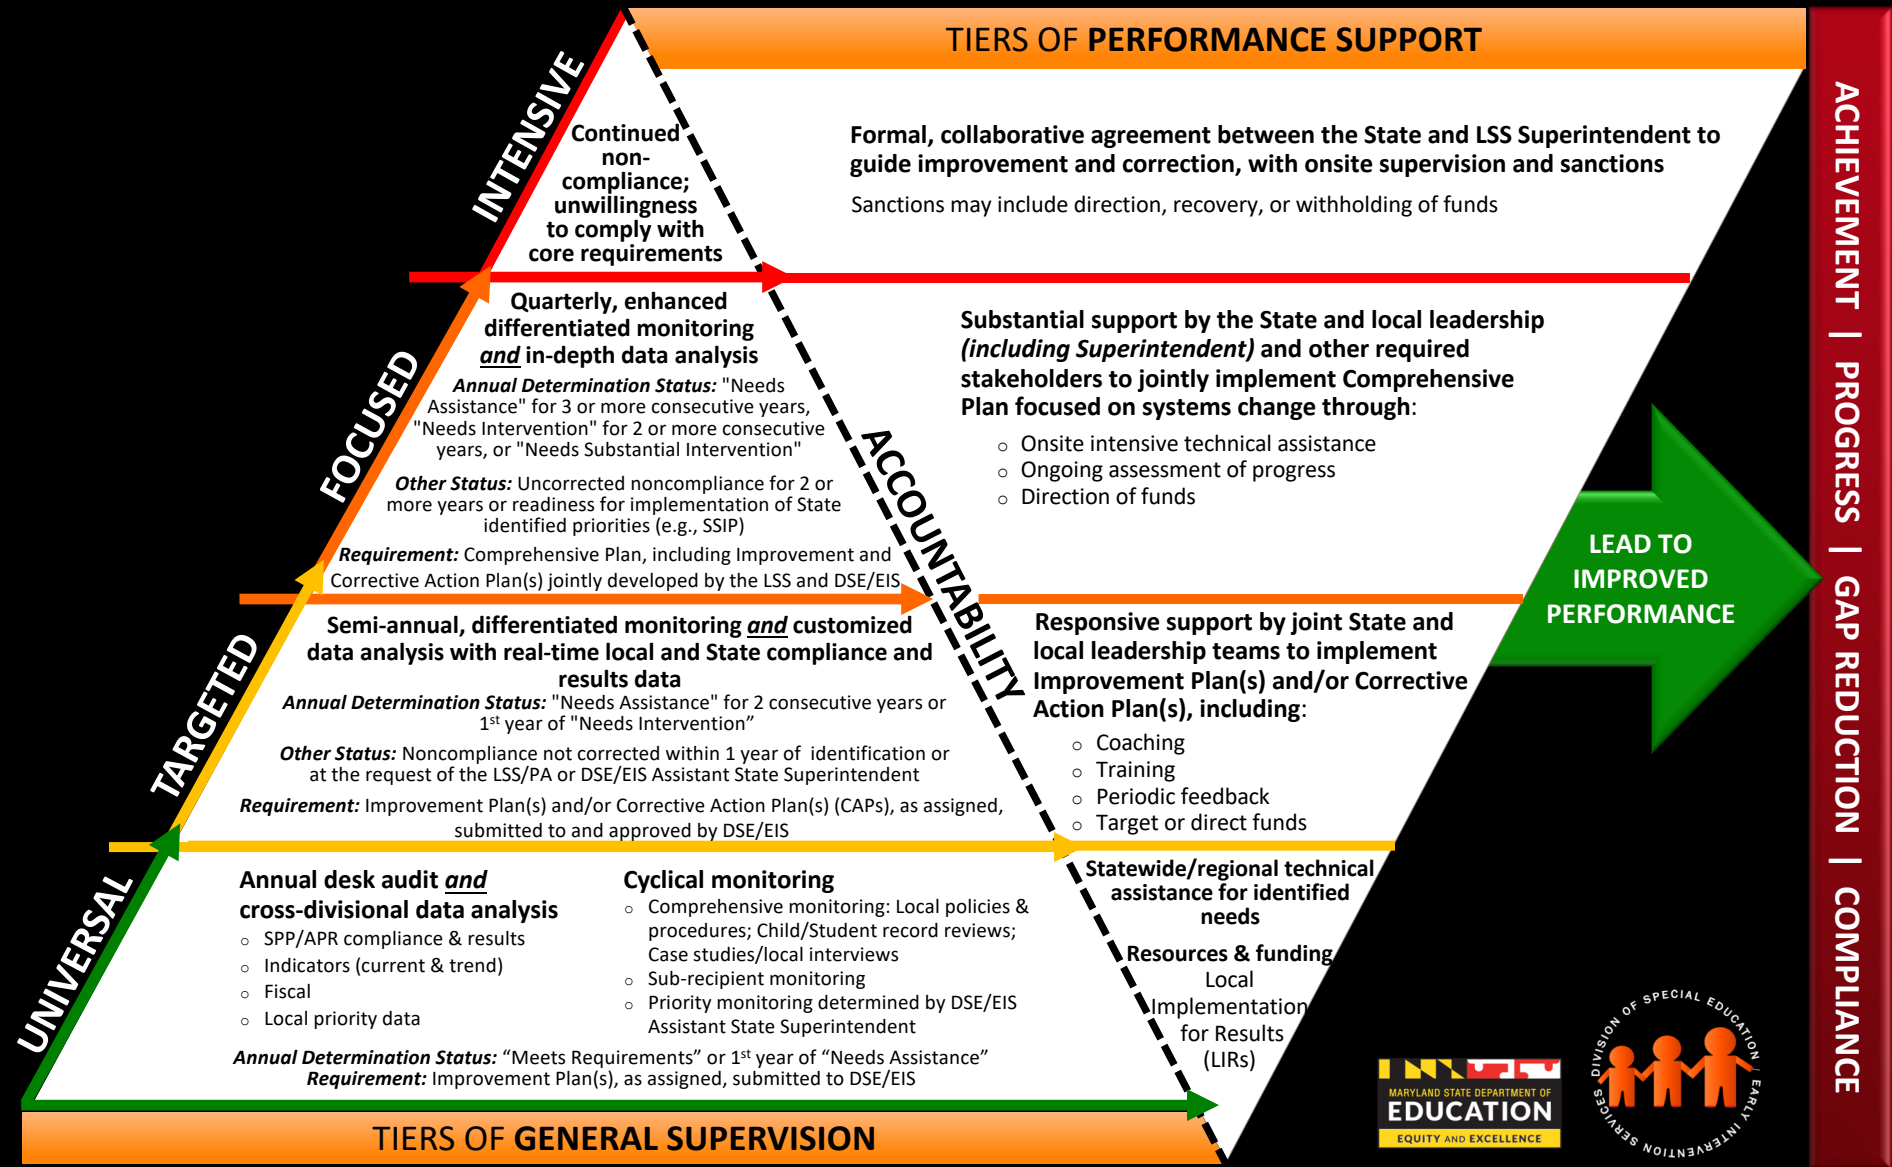 TIERS OF PERFORMANCE SUPPORT
INTENSIVE
Continued
non-
compliance;
unwillingness
to comply with
core requirements
Formal, collaborative agreement between the State and LSS Superintendent to
guide improvement and correction, with onsite supervision and sanctions
Sanctions may include direction, recovery, or withholding of funds
FOCUSED
Quarterly, enhanced
differentiated monitoring
and in-depth data analysis
Annual Determination Status: "Needs
Assistance" for 3 or more consecutive years,
"Needs Intervention" for 2 or more consecutive
years, or "Needs Substantial Intervention"
Other Status: Uncorrected noncompliance for 2 or
more years or readiness for implementation of State
identified priorities (e.g., SSIP)
Requirement: Comprehensive Plan, including Improvement and
Corrective Action Plan(s) jointly developed by the LSS and DSE/EIS
Substantial support by the State and local leadership
(including Superintendent) and other required
stakeholders to jointly implement Comprehensive
Plan focused on systems change through:
○ Onsite intensive technical assistance
○ Ongoing assessment of progress
○ Direction of funds
ACCOUNTABILITY
TARGETED
Semi-annual, differentiated monitoring and customized
data analysis with real-time local and State compliance and
results data
Annual Determination Status: "Needs Assistance" for 2 consecutive years or
1st year of "Needs Intervention”
Other Status: Noncompliance not corrected within 1 year of identification or
at the request of the LSS/PA or DSE/EIS Assistant State Superintendent
Requirement: Improvement Plan(s) and/or Corrective Action Plan(s) (CAPs), as assigned,
submitted to and approved by DSE/EIS
Responsive support by joint State and
local leadership teams to implement
Improvement Plan(s) and/or Corrective
Action Plan(s), including:
○ Coaching
○ Training
○ Periodic feedback
○ Target or direct funds
UNIVERSAL
Annual desk audit and
cross-divisional data analysis
○ SPP/APR compliance & results
○ Indicators (current & trend)
○ Fiscal
○ Local priority data
Cyclical monitoring
○ Comprehensive monitoring: Local policies &
procedures; Child/Student record reviews;
Case studies/local interviews
○ Sub-recipient monitoring
○ Priority monitoring determined by DSE/EIS
Assistant State Superintendent
Annual Determination Status: “Meets Requirements” or 1st year of “Needs Assistance”
Requirement: Improvement Plan(s), as assigned, submitted to DSE/EIS
Statewide/regional technical
assistance for identified
needs
Resources & funding
Local
Implementation
for Results
(LIRs)
TIERS OF GENERAL SUPERVISION
LEAD TO
IMPROVED
PERFORMANCE
ACHIEVEMENT | PROGRESS | GAP REDUCTION | COMPLIANCE
MARYLAND STATE DEPARTMENT OF
EDUCATION
EQUITY AND EXCELLENCE
DIVISION OF SPECIAL EDUCATION / EARLY INTERVENTION SERVICES